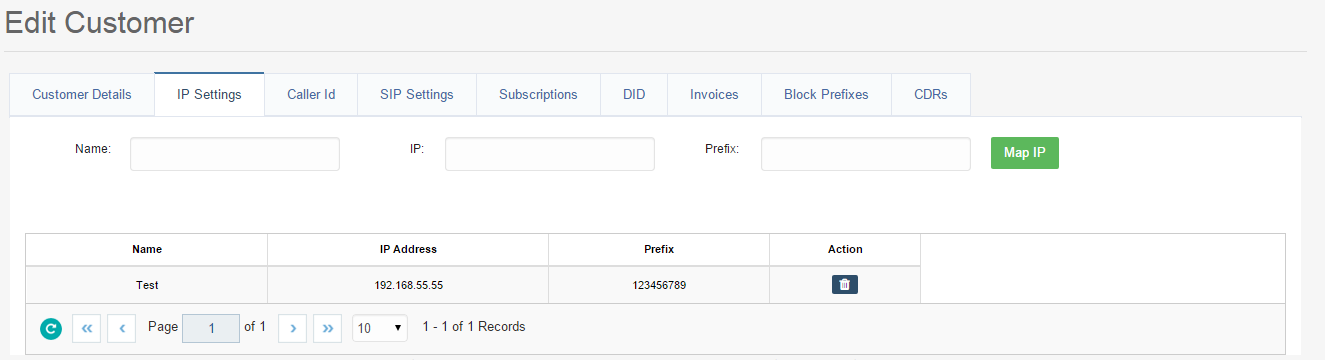 Edit Customer
Customer Details IP Settings Caller Id SIP Settings Subscriptions DID Invoices Block Prefixes CDRs
Name: IP: Prefix: Map IP
Name IP Address Prefix Action
Test 192.168.55.55 123456789
Page 1 of 1 10 1 - 1 of 1 Records